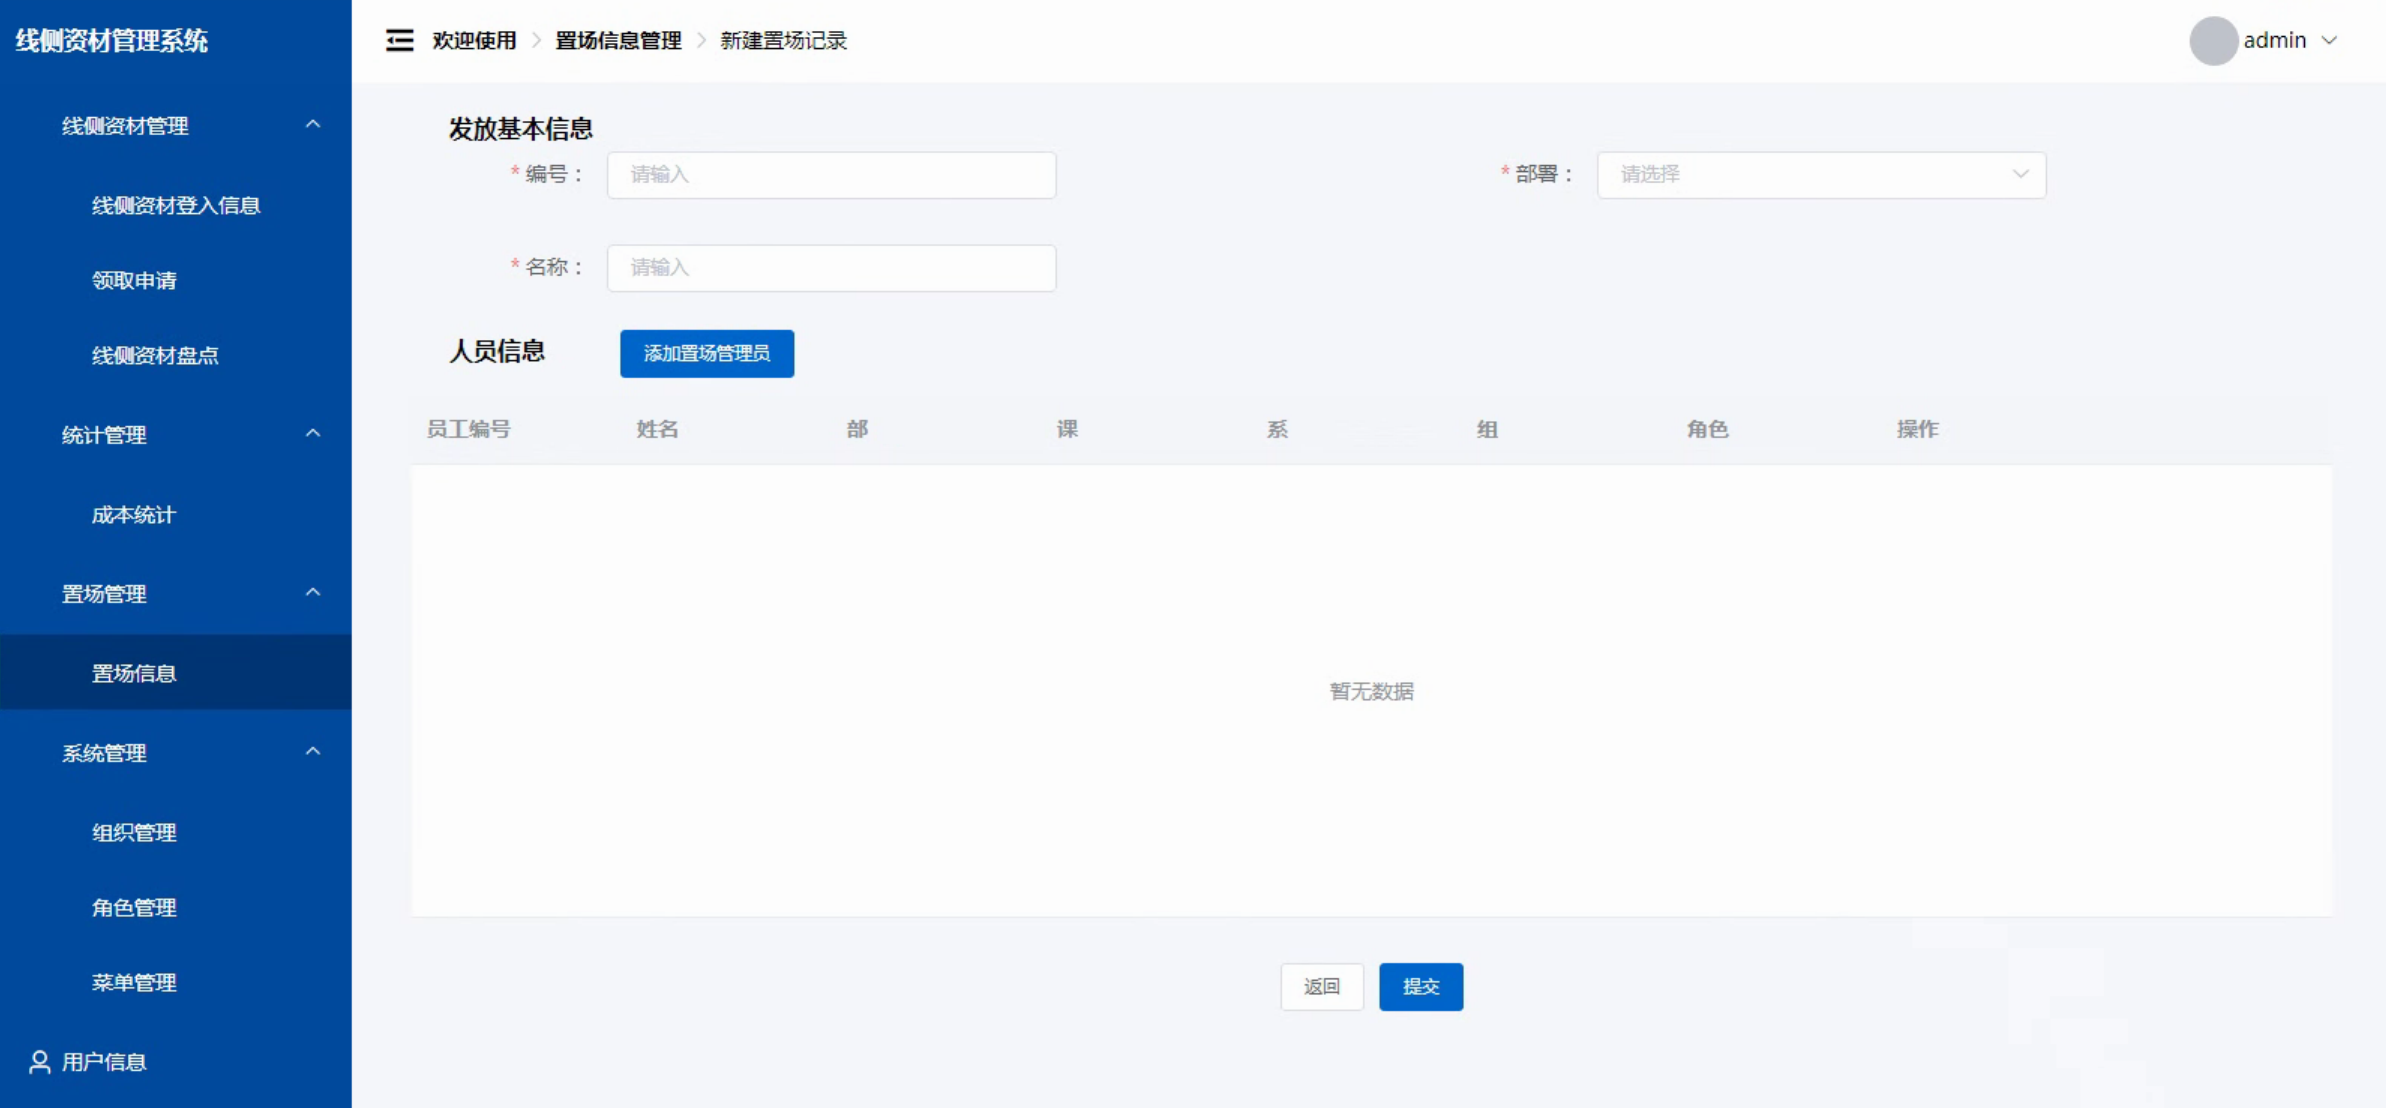 线侧资材管理系统
线侧资材管理
线侧资材登入信息
领取申请
线侧资材盘点
统计管理
成本统计
置场管理
置场信息
系统管理
组织管理
角色管理
菜单管理
用户信息
欢迎使用 > 置场信息管理 > 新建置场记录
admin
发放基本信息
* 编号： 请输入
* 部署： 请选择
* 名称： 请输入
人员信息 添加置场管理员
员工编号 姓名 部 课 系 组 角色 操作
暂无数据
返回 提交